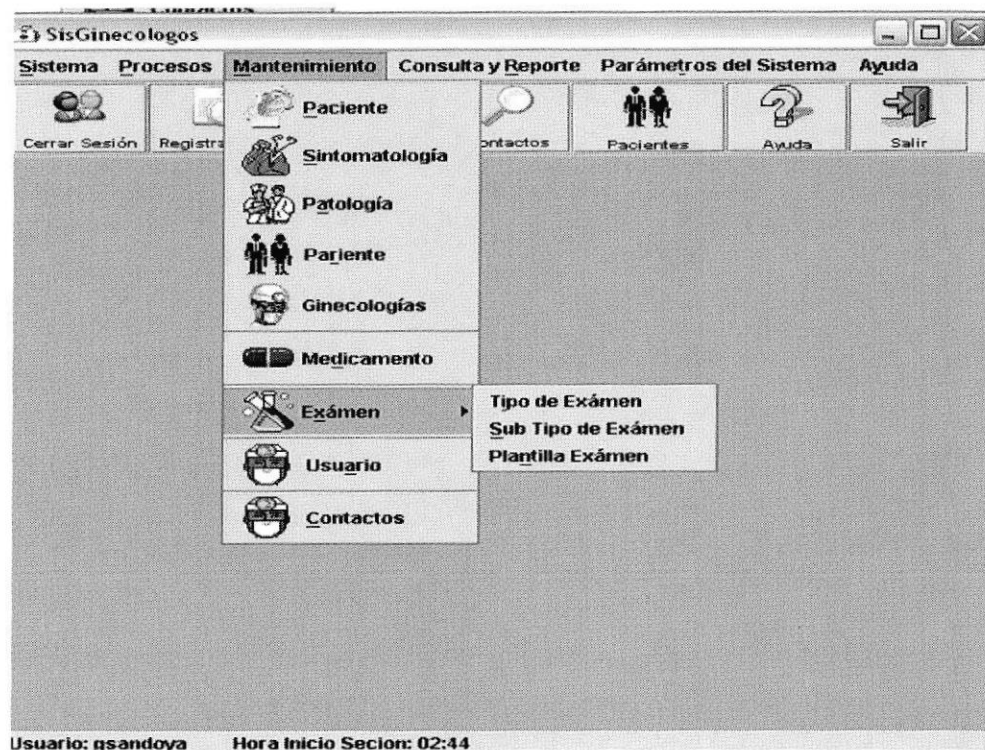 SisGinecologos
Sistema Procesos Mantenimiento Consulta y Reporte Parámetros del Sistema Ayuda
Cerrar Sesión Pacientes Ayuda Salir
Paciente
Sintomatología
Patología
Pariente
Ginecologías
Medicamento
Exámen
Tipo de Exámen
Sub Tipo de Exámen
Plantilla Exámen
Usuario
Contactos
Usuario: gsandoya Hora Inicio Secion: 02:44